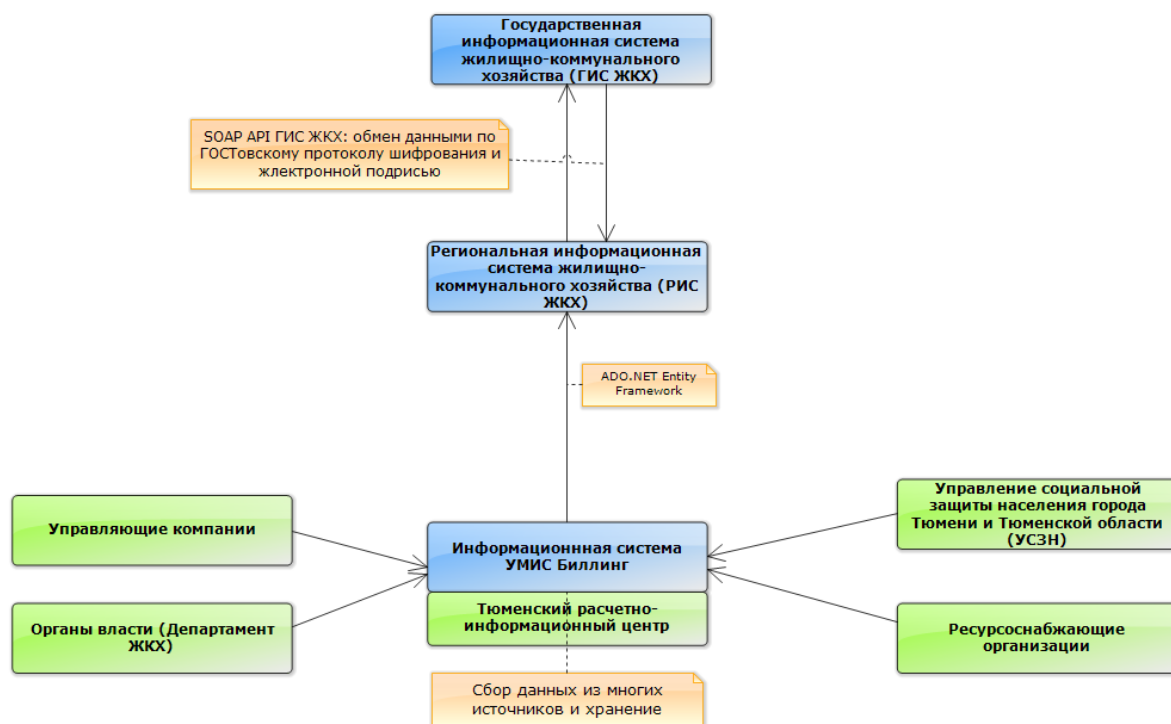 Государственная
информационная система
жилищно-коммунального
хозяйства (ГИС ЖКХ)
SOAP API ГИС ЖКХ: обмен данными по
ГОСТовскому протоколу шифрования и
жлектронной подрисью
Региональная информационная
система жилищно-
коммунального хозяйства (РИС
ЖКХ)
ADO.NET Entity
Framework
Управляющие компании
Управление социальной
защиты населения города
Тюмени и Тюменской области
(УСЗН)
Информационнная система
УМИС Биллинг
Тюменский расчетно-
информационный центр
Органы власти (Департамент
ЖКХ)
Ресурсоснабжающие
организации
Сбор данных из многих
источников и хранение